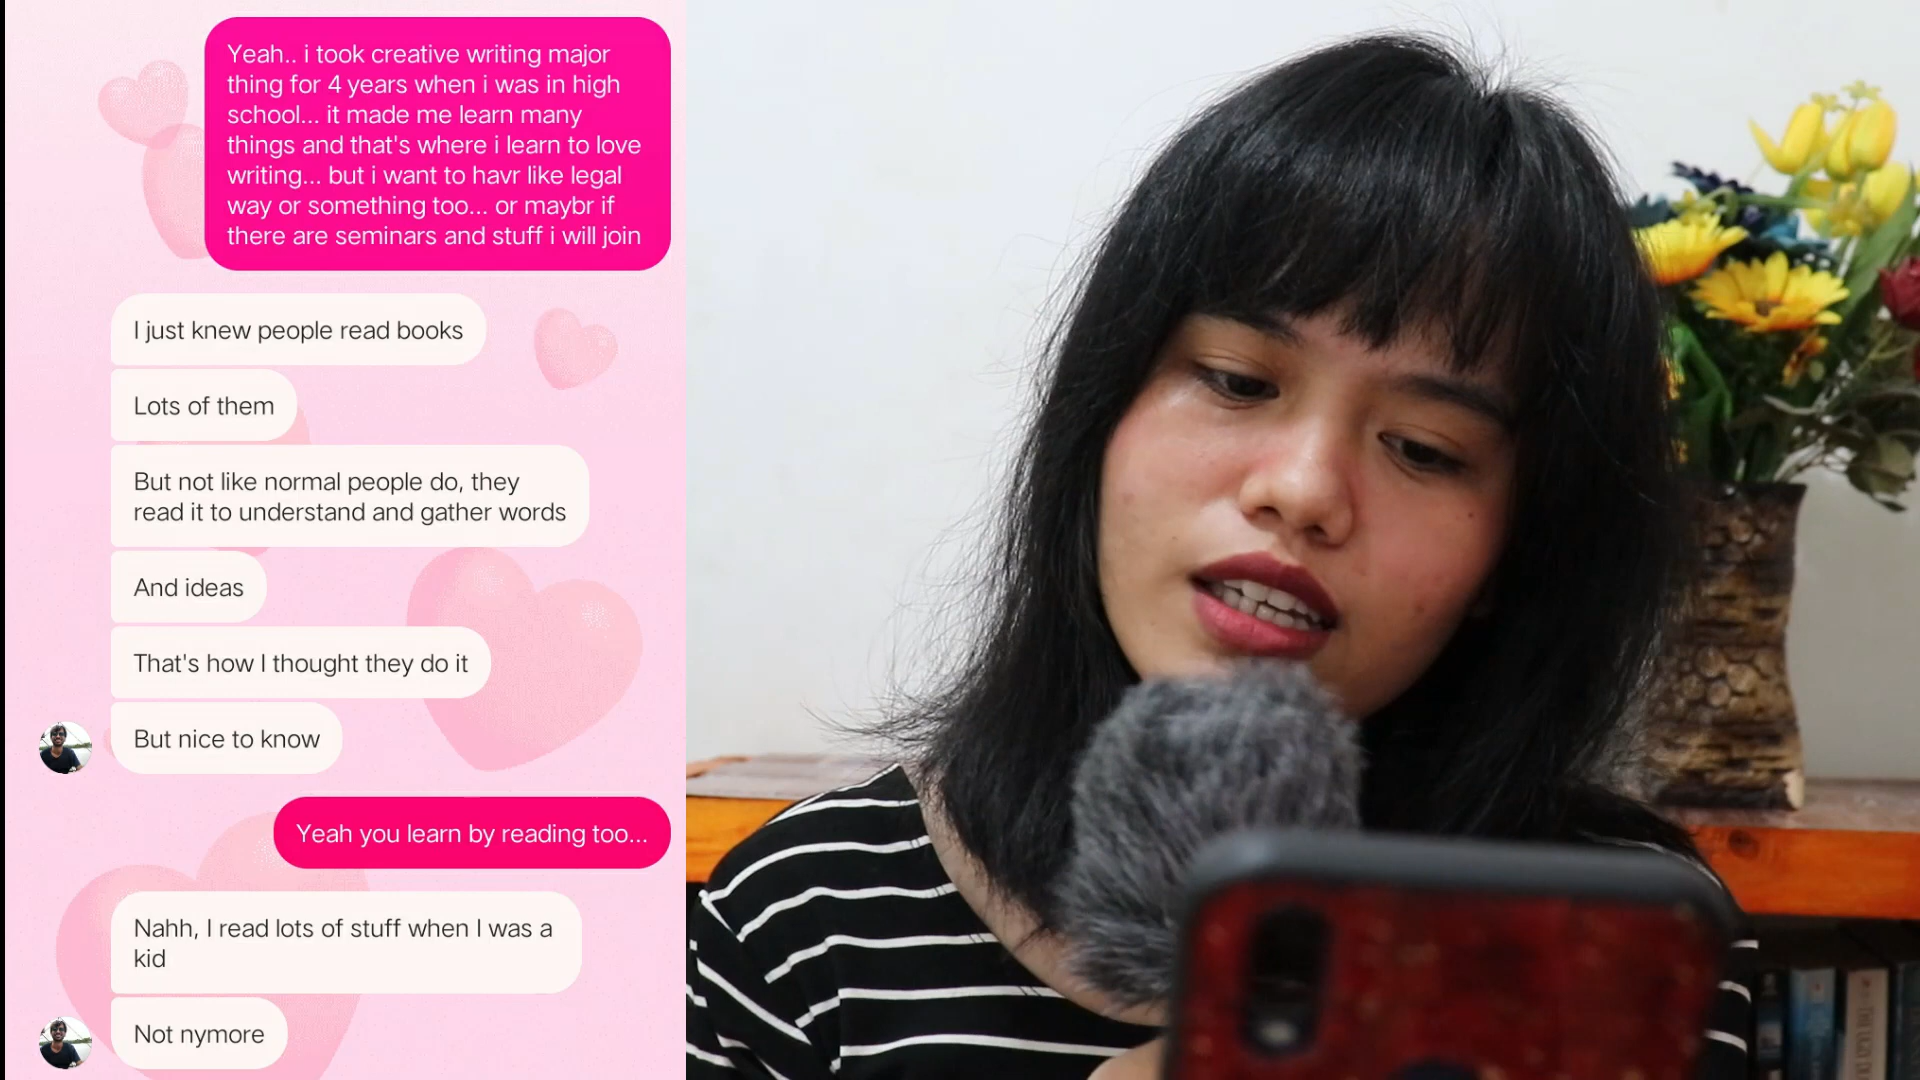 Yeah.. i took creative writing major
thing for 4 years when i was in high
school... it made me learn many
things and that's where i learn to love
writing... but i want to havr like legal
way or something too... or maybr if
there are seminars and stuff i will join
I just knew people read books
Lots of them
But not like normal people do, they
read it to understand and gather words
And ideas
That's how I thought they do it
But nice to know
Yeah you learn by reading too...
Nahh, I read lots of stuff when I was a
kid
Not nymore